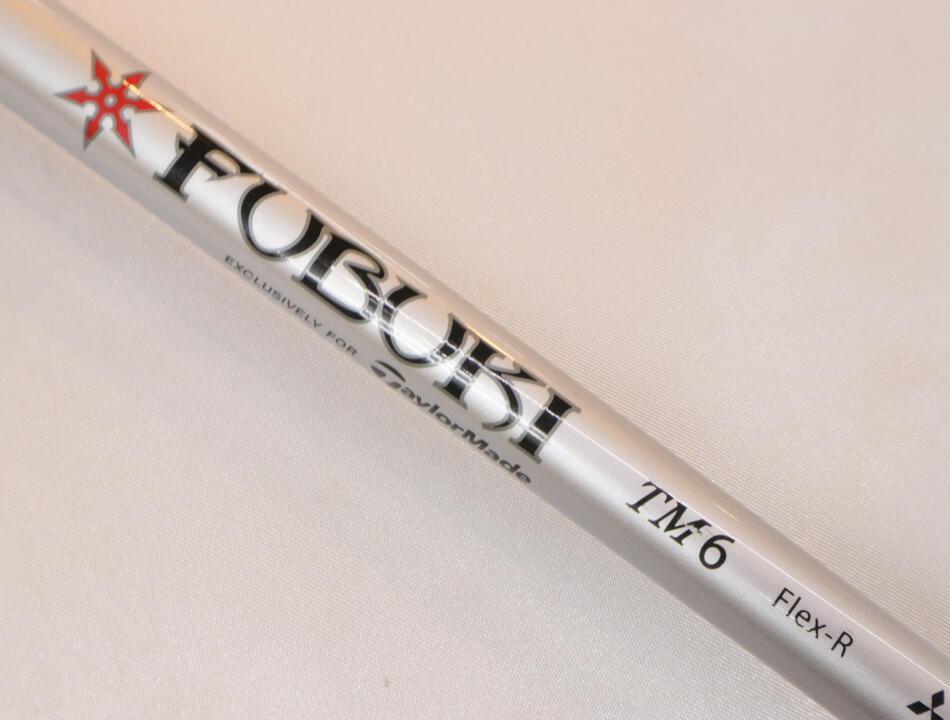 FUBUKI
EXCLUSIVELY FOR TaylorMade
TM6
Flex-R